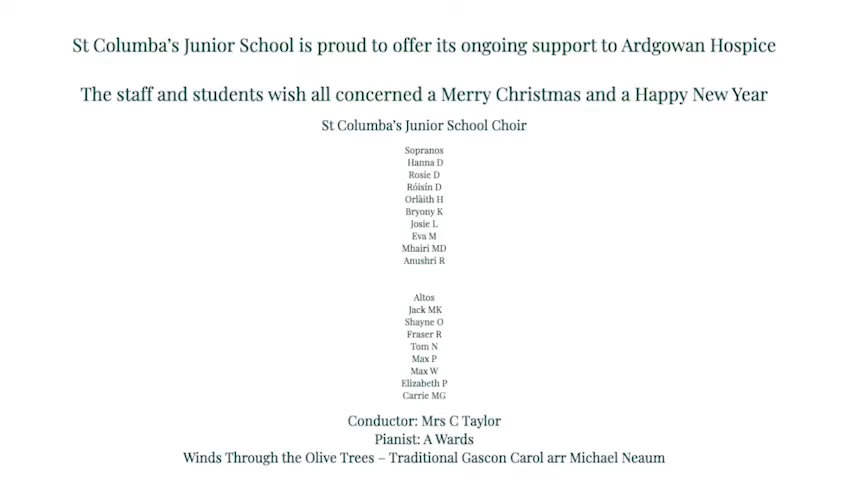 St Columba’s Junior School is proud to offer its ongoing support to Ardgowan Hospice
The staff and students wish all concerned a Merry Christmas and a Happy New Year
St Columba’s Junior School Choir
Sopranos
Hanna D
Rosie D
Róisín D
Orlàith H
Bryony K
Josie L
Eva M
Mhairi MD
Anushri R
Altos
Jack MK
Shayne O
Fraser R
Tom N
Max P
Max W
Elizabeth P
Carrie MG
Conductor: Mrs C Taylor
Pianist: A Wards
Winds Through the Olive Trees – Traditional Gascon Carol arr Michael Neaum